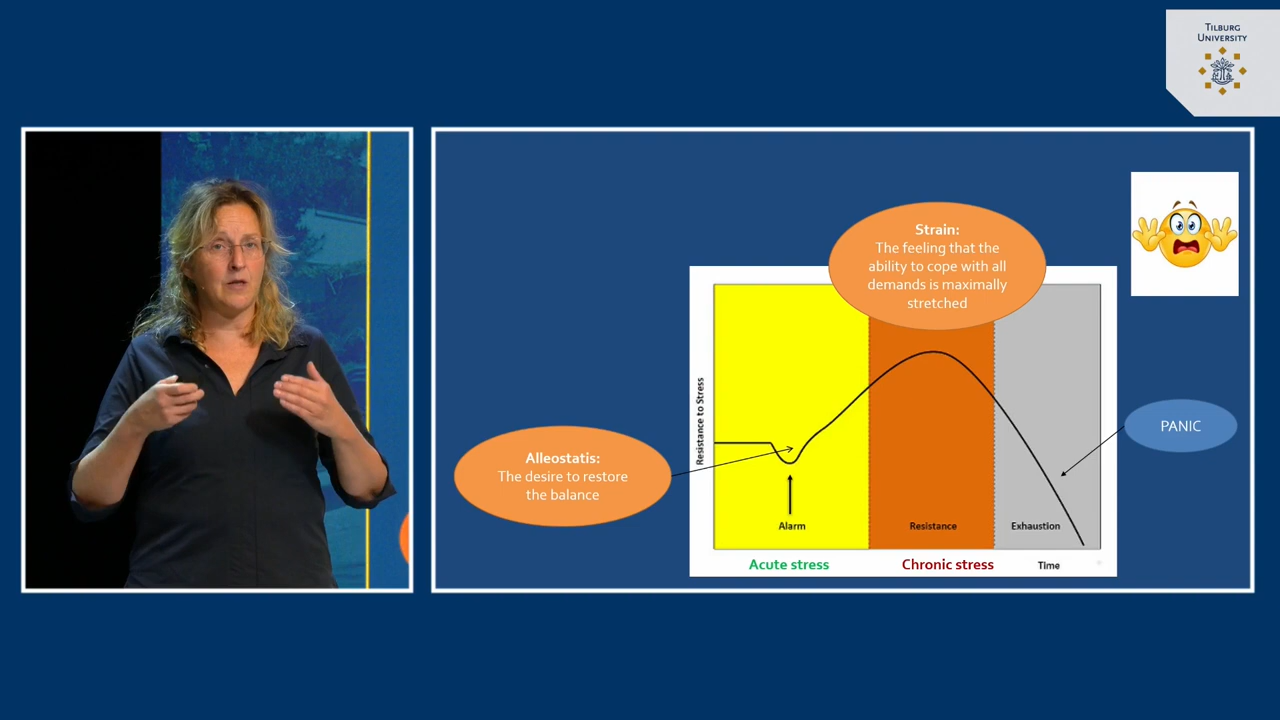 TILBURG
UNIVERSITY
Strain:
The feeling that the
ability to cope with all
demands is maximally
stretched
Resistance to Stress
PANIC
Alleostatis:
The desire to restore
the balance
Alarm
Resistance
Exhaustion
Acute stress
Chronic stress
Time